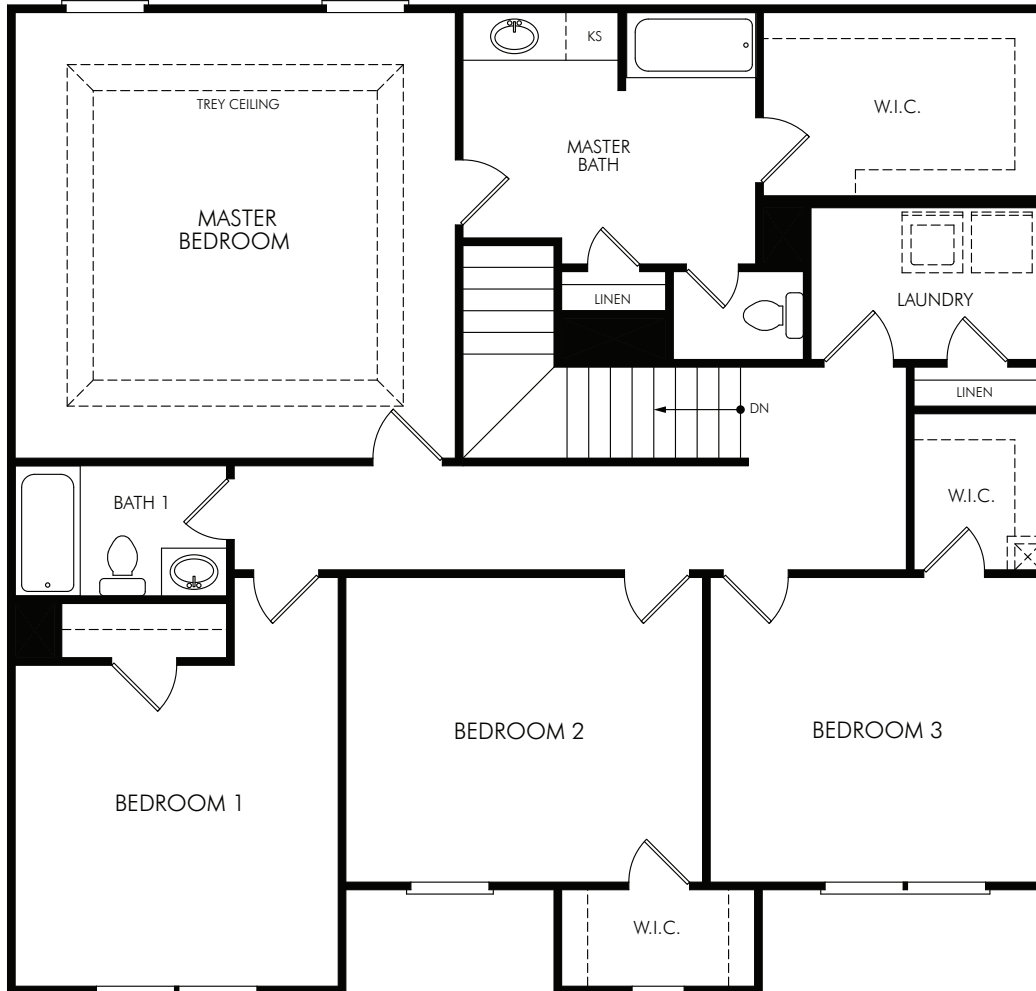 KS
TREY CEILING
W.I.C.
MASTER
BATH
MASTER
BEDROOM
LINEN
LAUNDRY
LINEN
DN
BATH 1
W.I.C.
BEDROOM 2
BEDROOM 3
BEDROOM 1
W.I.C.